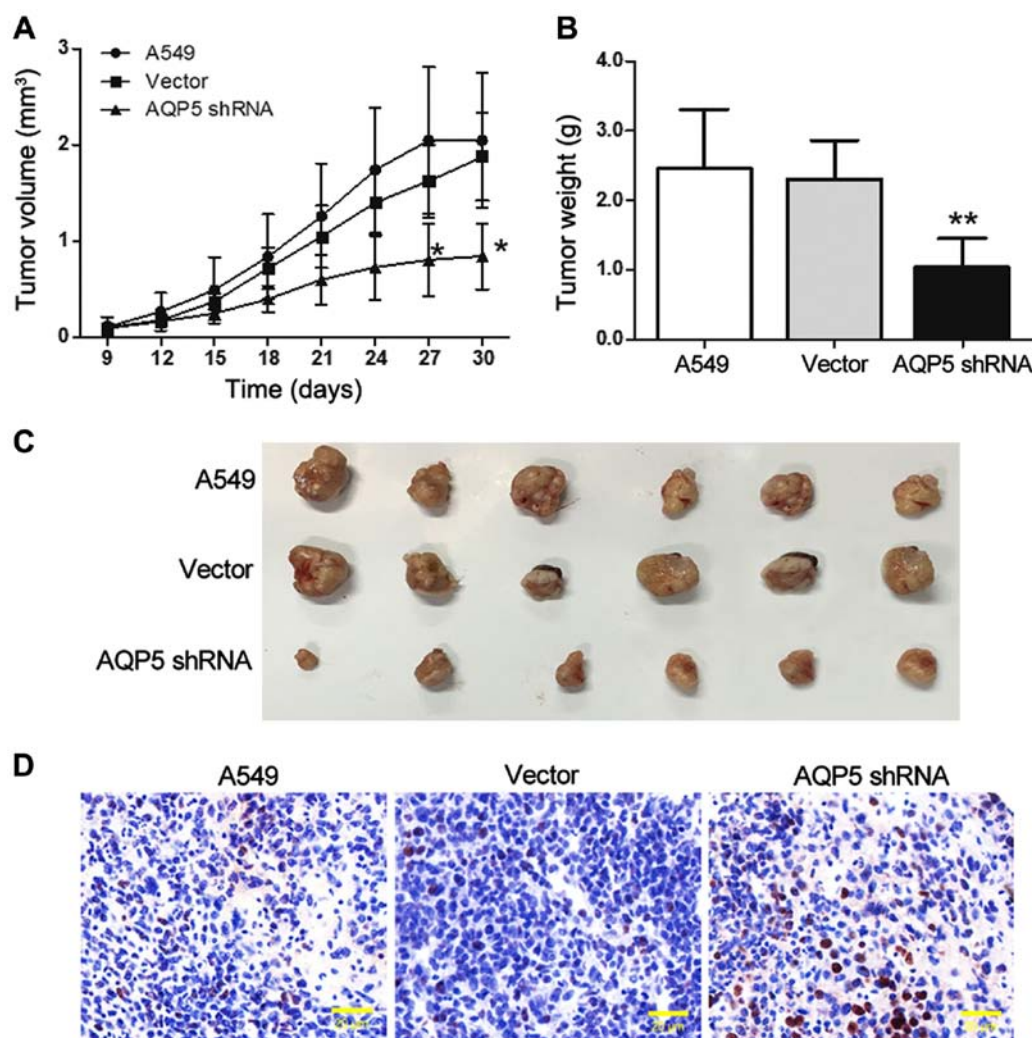 A
Tumor volume (mm³)
3
2
1
0
A549
Vector
AQP5 shRNA
*
*
9 12 15 18 21 24 27 30
Time (days)
B
Tumor weight (g)
4.0
3.0
2.0
1.0
0.0
**
A549 Vector AQP5 shRNA
C
A549
Vector
AQP5 shRNA
D
A549 Vector AQP5 shRNA